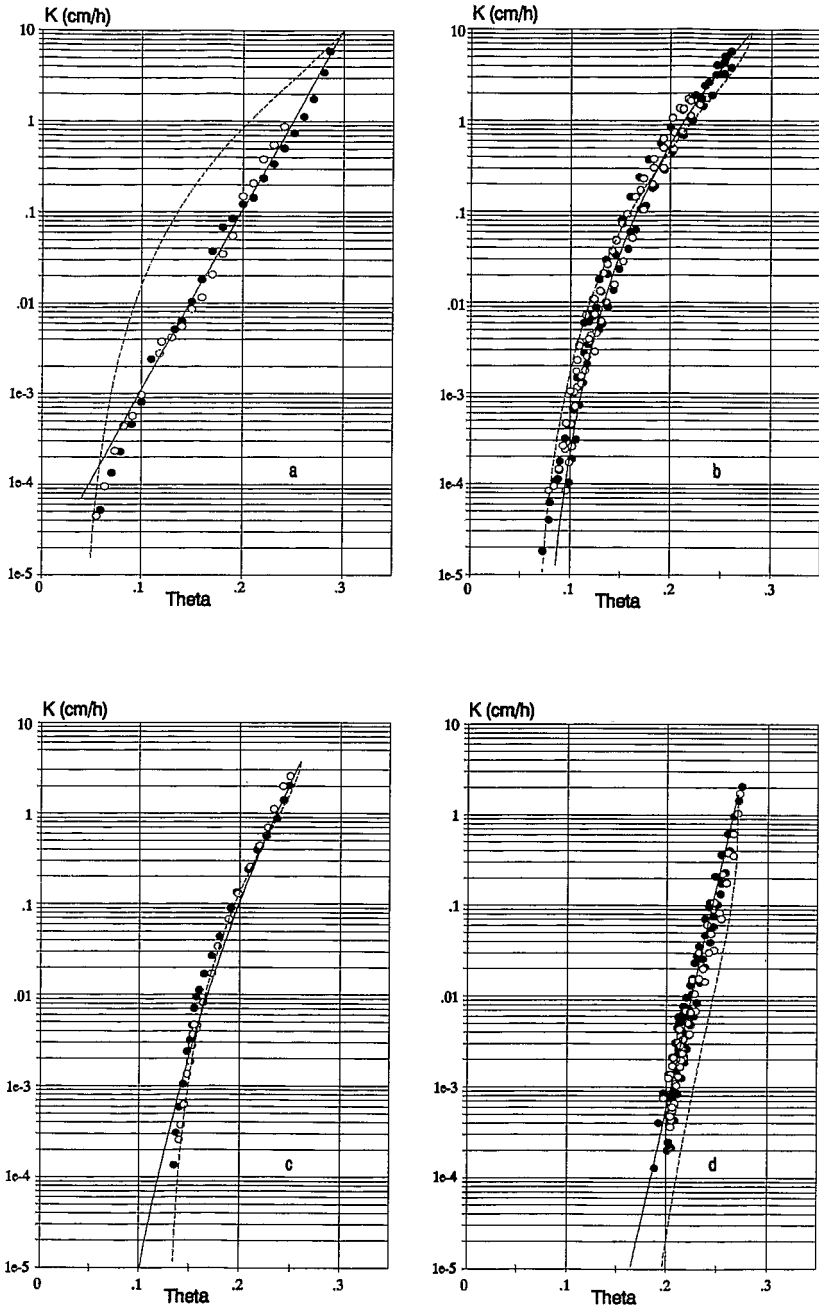 K (cm/h)
10
1
.1
.01
1e-3
1e-4
1e-5
a
0
.1
.2
.3
Theta
K (cm/h)
10
1
.1
.01
1e-3
1e-4
1e-5
b
0
.1
.2
.3
Theta
K (cm/h)
10
1
.1
.01
1e-3
1e-4
1e-5
c
0
.1
.2
.3
Theta
K (cm/h)
10
1
.1
.01
1e-3
1e-4
1e-5
d
0
.1
.2
.3
Theta